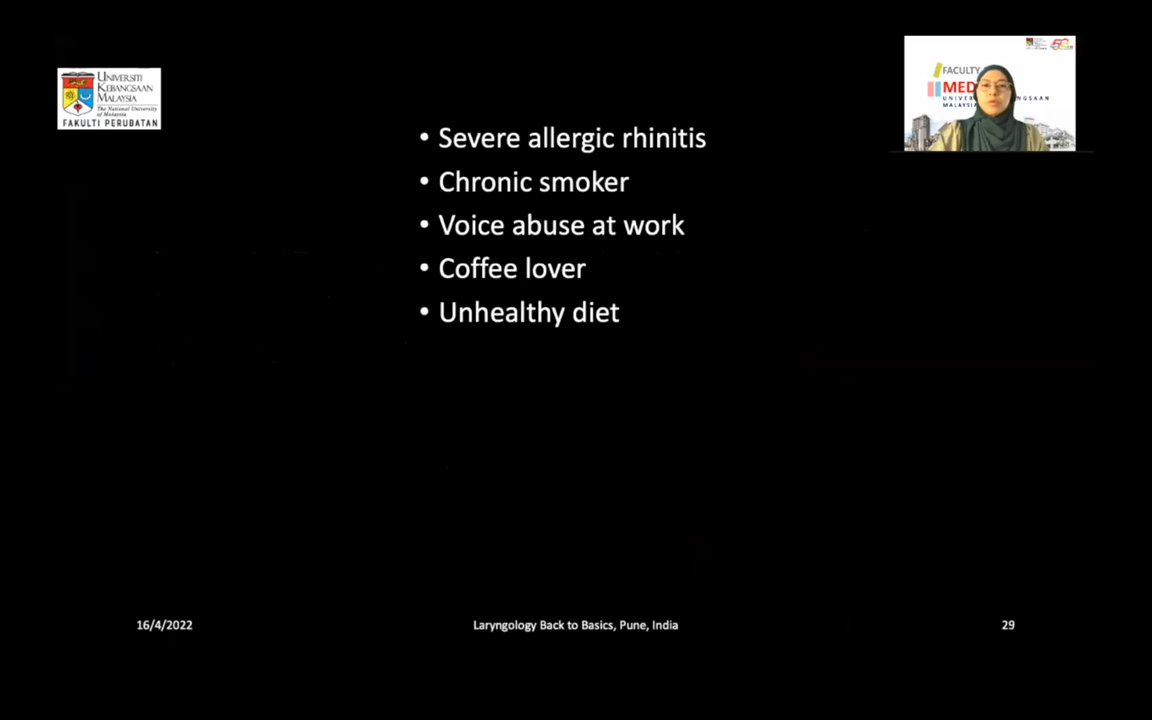 UNIVERSITI
KEBANGSAAN
MALAYSIA
The National University
of Malaysia
FAKULTI PERUBATAN
FACULTY
MED
UNIVER NGSAAN
MALAYSIA
• Severe allergic rhinitis
• Chronic smoker
• Voice abuse at work
• Coffee lover
• Unhealthy diet
16/4/2022
Laryngology Back to Basics, Pune, India
29